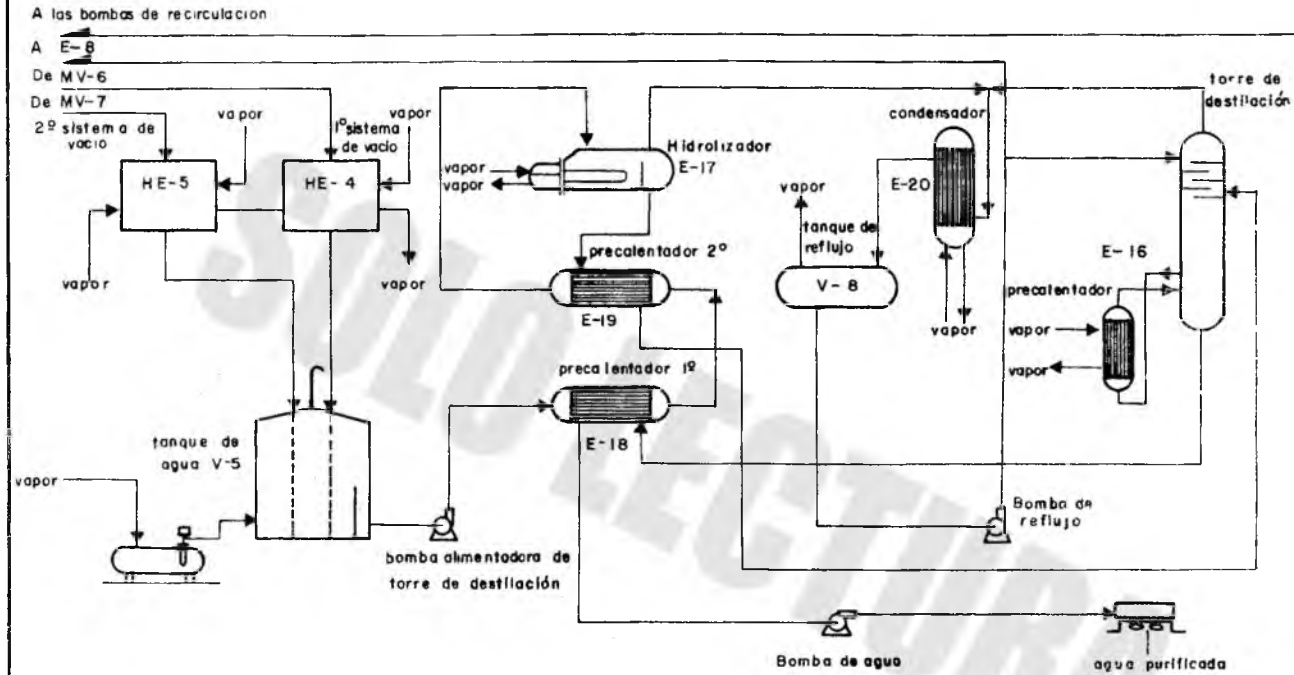 A las bombas de recirculacion
A E-8
De MV-6
De MV-7
2º sistema de
vacio
vapor
1º sistema
de vacio
vapor
HE-5
HE-4
vapor
vapor
vapor
vapor
Hidrolizador
E-17
precalentador 2º
E-19
precalentador 1º
E-18
condensador
E-20
vapor
tanque de
reflujo
V-8
vapor
torre de
destilación
E-16
precalentador
vapor
vapor
tanque de
agua V-5
vapor
bomba alimentadora de
torre de destilación
Bomba de
reflujo
Bomba de agua
agua purificada
SOLO LECTURA